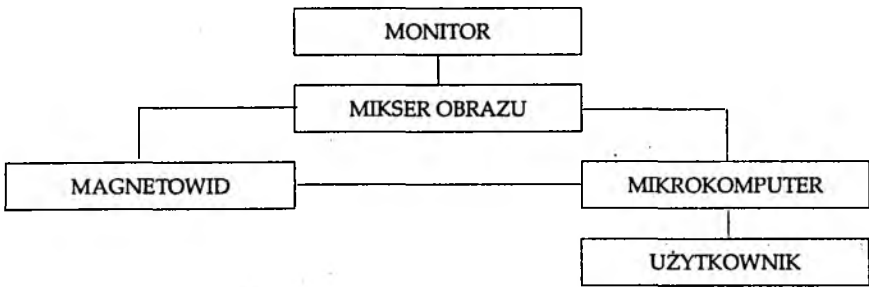 MONITOR
MIKSER OBRAZU
MAGNETOWID
MIKROKOMPUTER
UŻYTKOWNIK